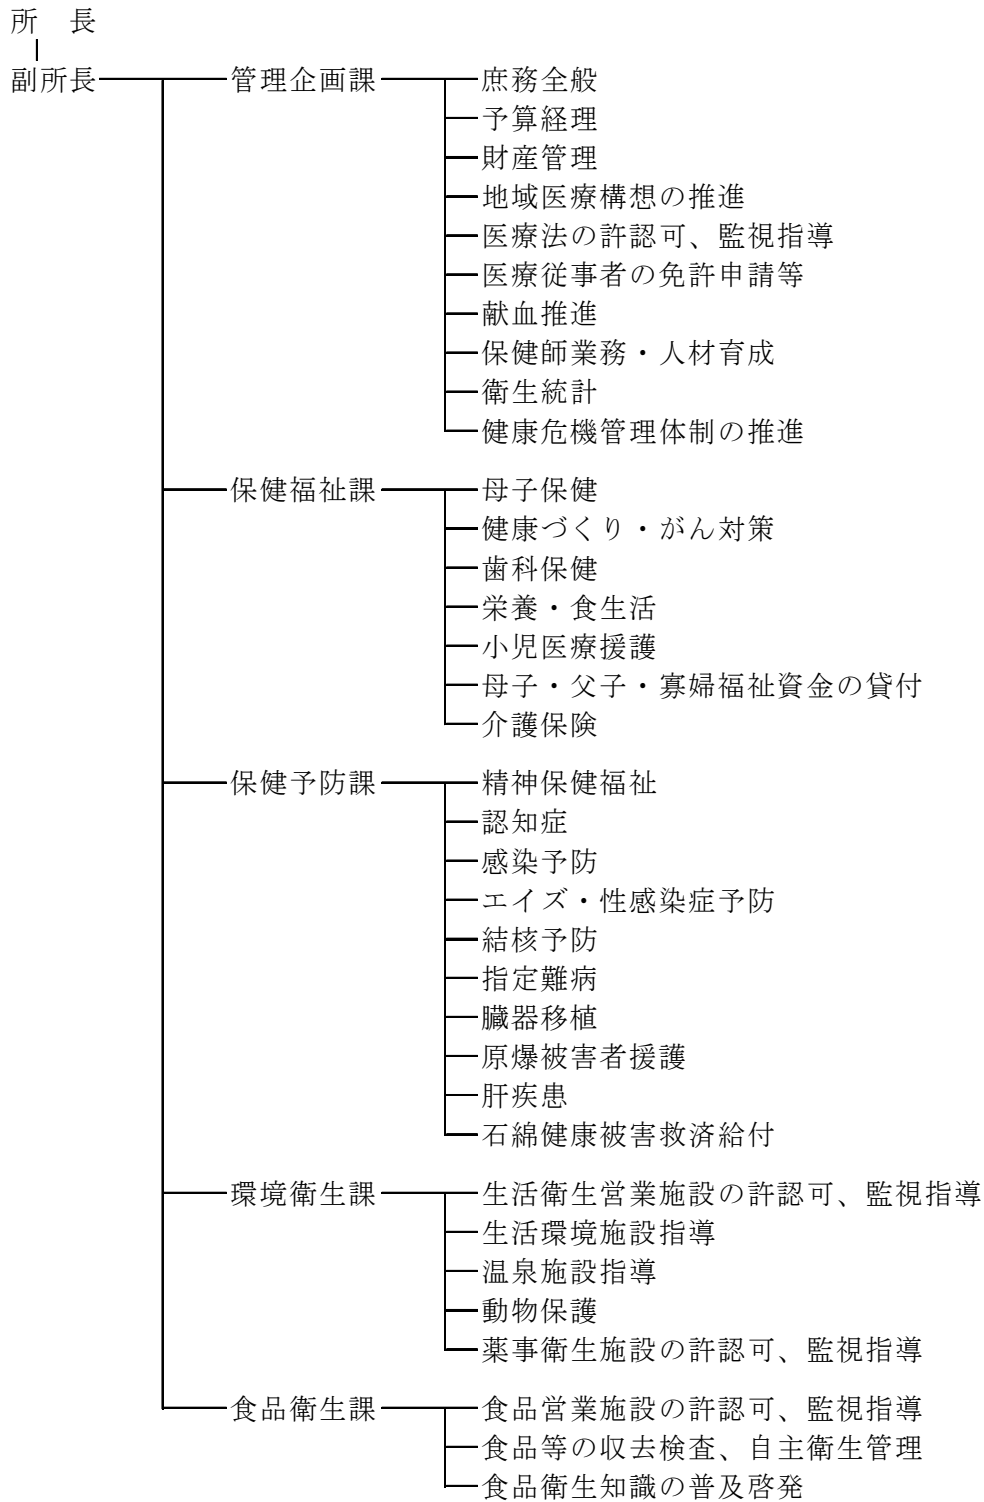 所　長
副所長 管理企画課 庶務全般
予算経理
財産管理
地域医療構想の推進
医療法の許認可、監視指導
医療従事者の免許申請等
献血推進
保健師業務・人材育成
衛生統計
健康危機管理体制の推進
保健福祉課 母子保健
健康づくり・がん対策
歯科保健
栄養・食生活
小児医療援護
母子・父子・寡婦福祉資金の貸付
介護保険
保健予防課 精神保健福祉
認知症
感染予防
エイズ・性感染症予防
結核予防
指定難病
臓器移植
原爆被害者援護
肝疾患
石綿健康被害救済給付
環境衛生課 生活衛生営業施設の許認可、監視指導
生活環境施設指導
温泉施設指導
動物保護
薬事衛生施設の許認可、監視指導
食品衛生課 食品営業施設の許認可、監視指導
食品等の収去検査、自主衛生管理
食品衛生知識の普及啓発